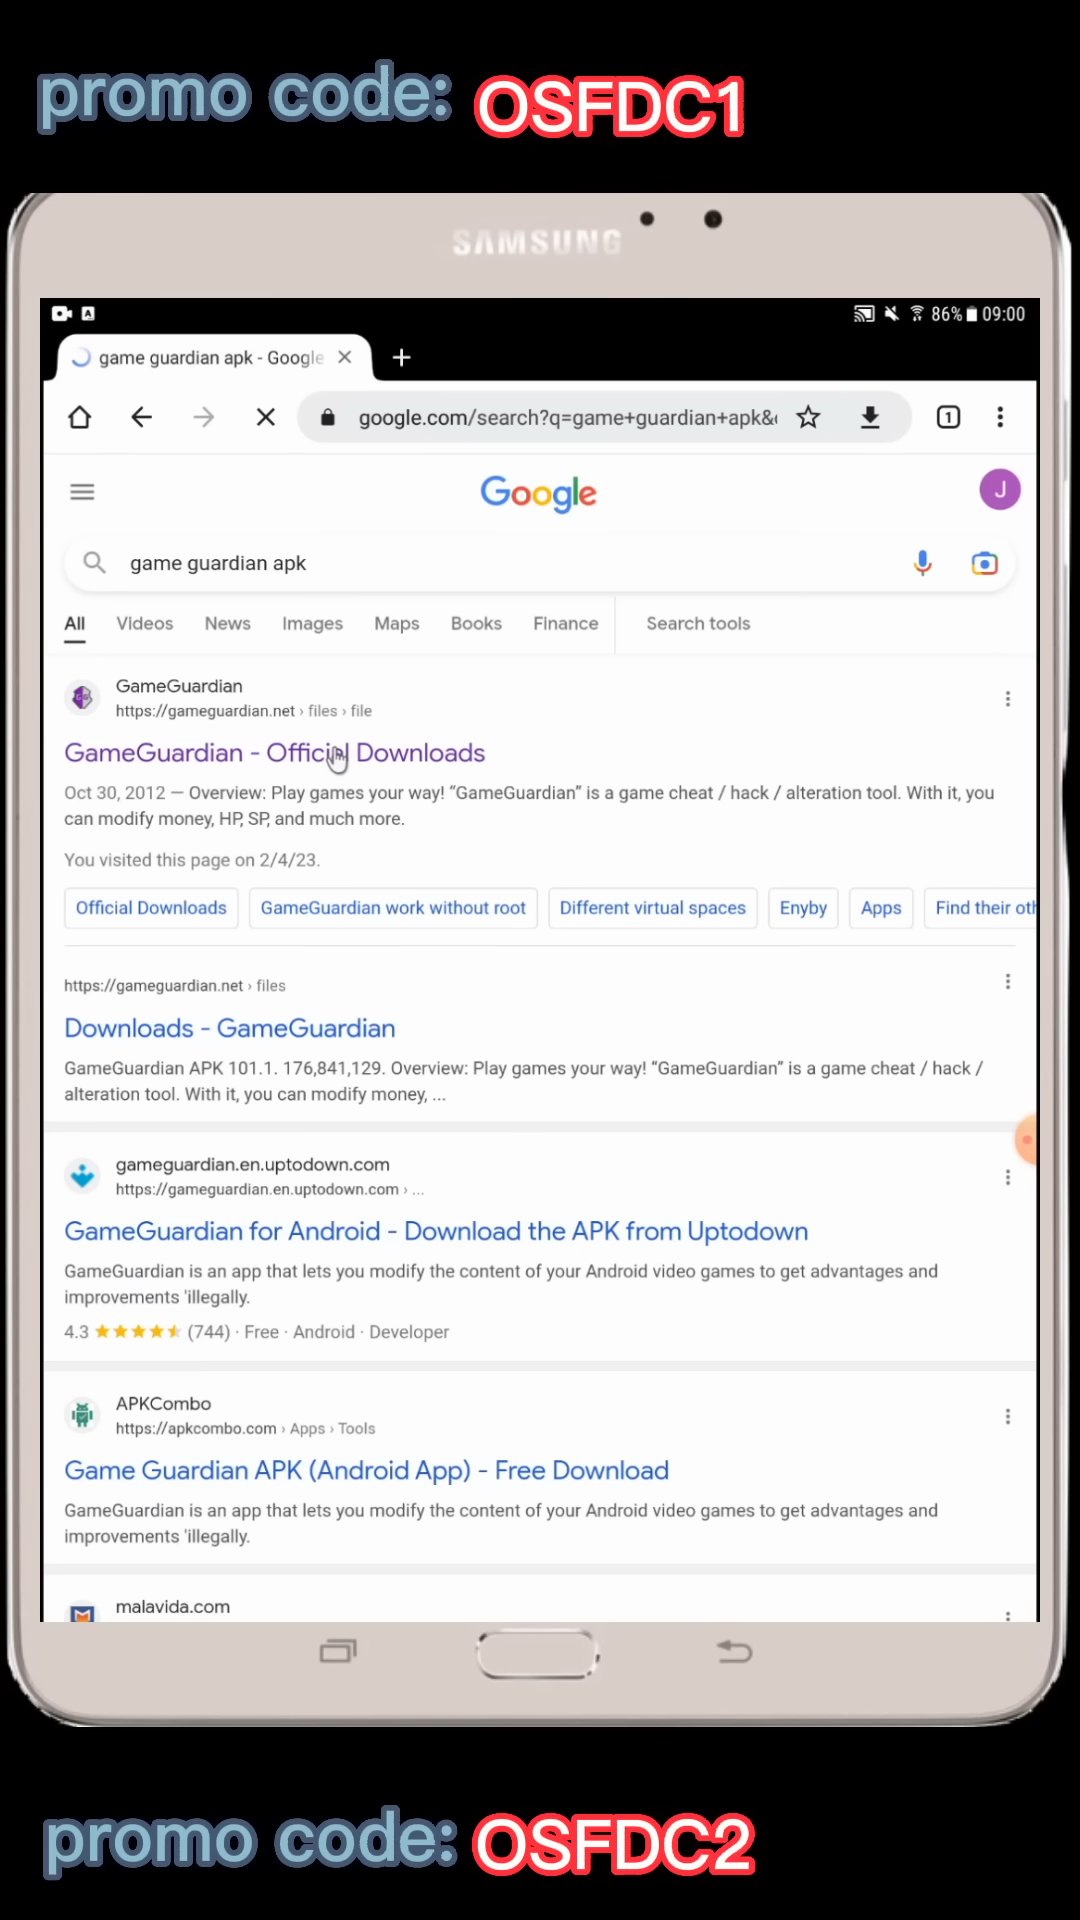 promo code: OSFDC1
SAMSUNG
86% 09:00
game guardian apk - Google
google.com/search?q=game+guardian+apk&
1
Google
J
game guardian apk
All Videos News Images Maps Books Finance Search tools
GameGuardian
https://gameguardian.net › files › file
GameGuardian - Official Downloads
Oct 30, 2012 — Overview: Play games your way! “GameGuardian” is a game cheat / hack / alteration tool. With it, you
can modify money, HP, SP, and much more.
You visited this page on 2/4/23.
Official Downloads GameGuardian work without root Different virtual spaces Enyby Apps Find their oth
https://gameguardian.net › files
Downloads - GameGuardian
GameGuardian APK 101.1. 176,841,129. Overview: Play games your way! “GameGuardian” is a game cheat / hack /
alteration tool. With it, you can modify money, ...
gameguardian.en.uptodown.com
https://gameguardian.en.uptodown.com › ...
GameGuardian for Android - Download the APK from Uptodown
GameGuardian is an app that lets you modify the content of your Android video games to get advantages and
improvements 'illegally.
4.3 (744) · Free · Android · Developer
APKCombo
https://apkcombo.com › Apps › Tools
Game Guardian APK (Android App) - Free Download
GameGuardian is an app that lets you modify the content of your Android video games to get advantages and
improvements 'illegally.
malavida.com
promo code: OSFDC2